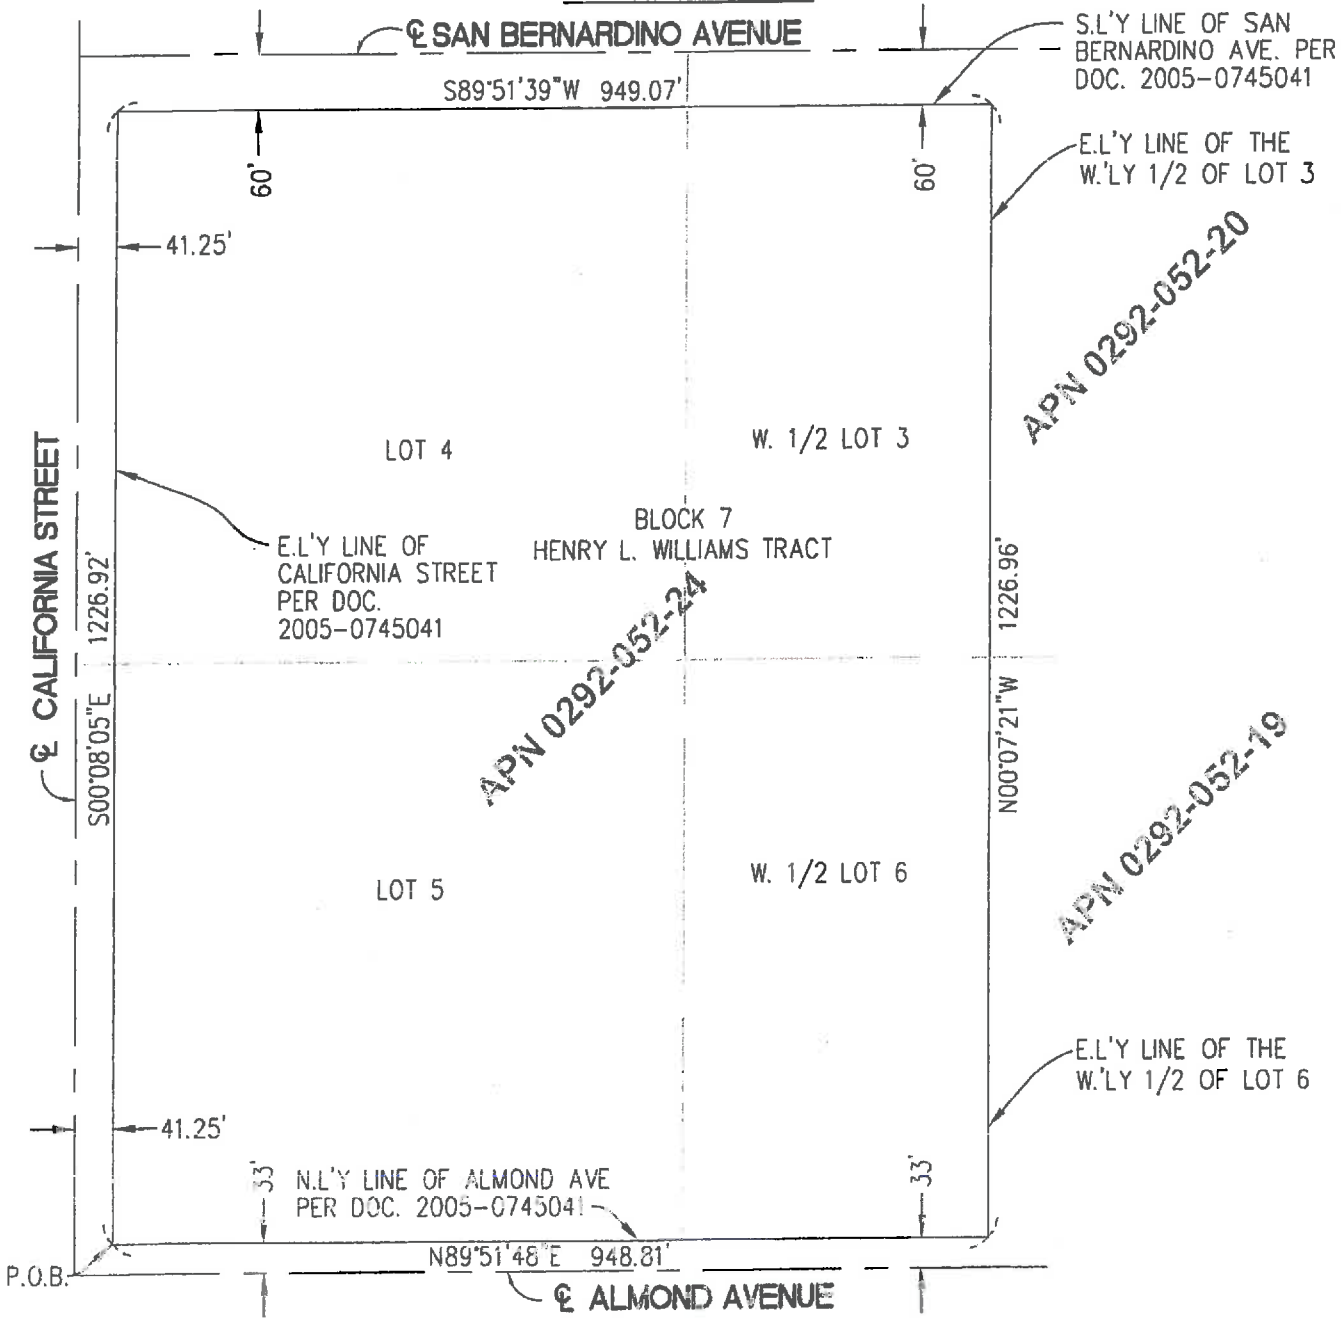 ℄ SAN BERNARDINO AVENUE
S.L'Y LINE OF SAN
BERNARDINO AVE. PER
DOC. 2005-0745041
S89°51'39"W 949.07'
60'
60'
E.L'Y LINE OF THE
W.'LY 1/2 OF LOT 3
41.25'
APN 0292-052-20
LOT 4
W. 1/2 LOT 3
BLOCK 7
HENRY L. WILLIAMS TRACT
E.L'Y LINE OF
CALIFORNIA STREET
PER DOC.
2005-0745041
℄ CALIFORNIA STREET
S00°08'05"E 1226.92'
N00°07'21"W 1226.96'
APN 0292-052-24
APN 0292-052-19
LOT 5
W. 1/2 LOT 6
E.L'Y LINE OF THE
W.'LY 1/2 OF LOT 6
41.25'
33'
N.L'Y LINE OF ALMOND AVE
PER DOC. 2005-0745041
33'
N89°51'48"E 948.81'
P.O.B.
℄ ALMOND AVENUE